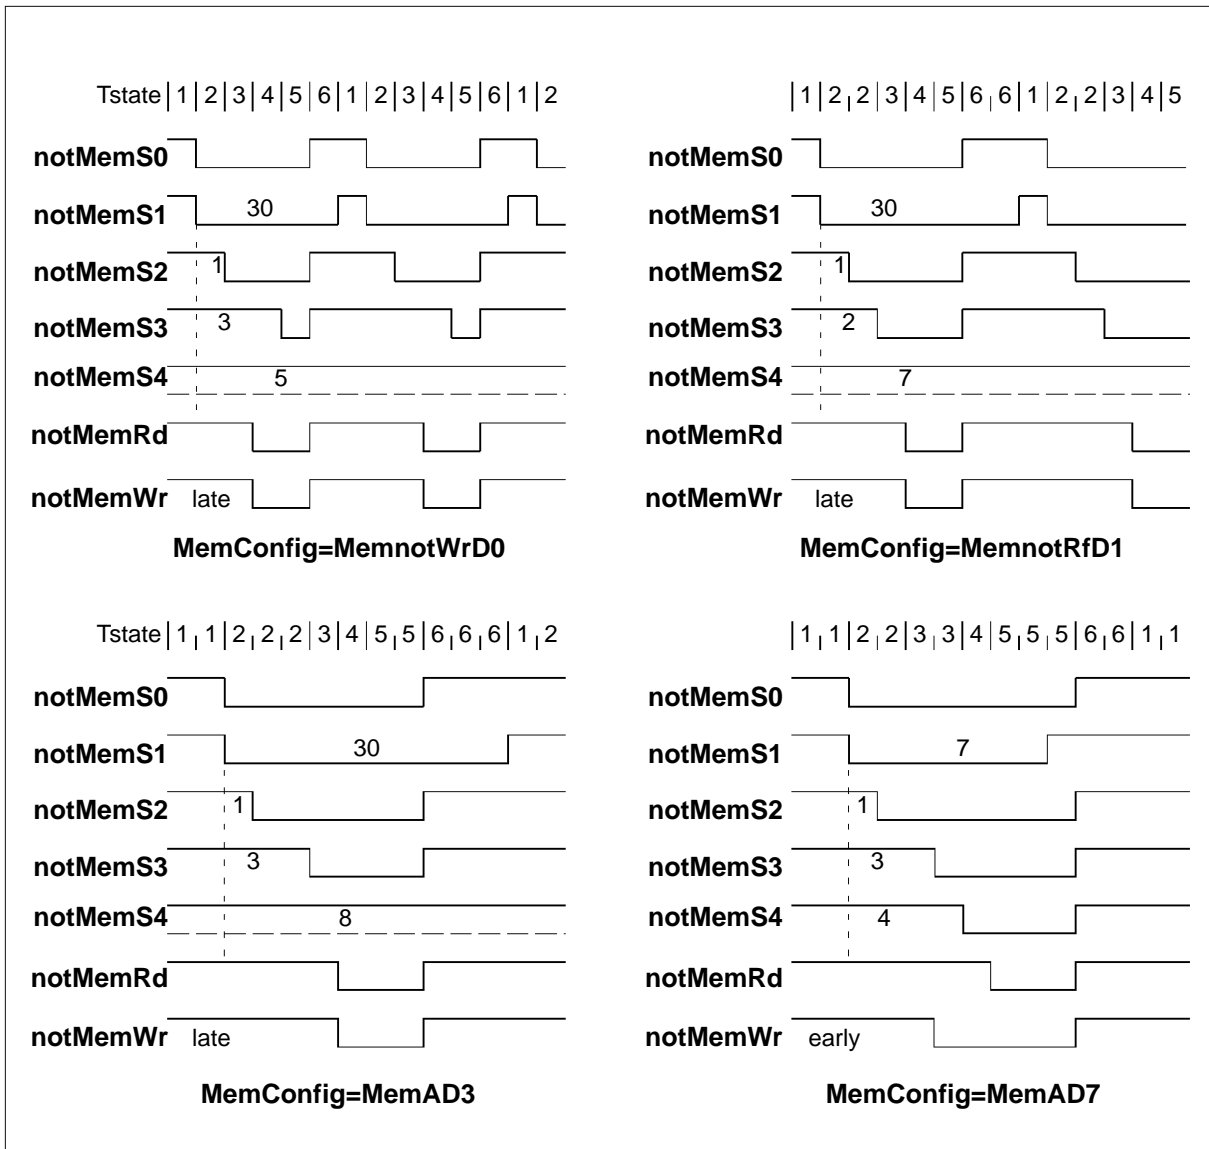 Tstate |1|2|3|4|5|6|1|2|3|4|5|6|1|2
notMemS0
notMemS1 30
notMemS2 1
notMemS3 3
notMemS4 5
notMemRd
notMemWr late
MemConfig=MemnotWrD0
|1|2|2|3|4|5|6|6|1|2|2|3|4|5
notMemS0
notMemS1 30
notMemS2 1
notMemS3 2
notMemS4 7
notMemRd
notMemWr late
MemConfig=MemnotRfD1
Tstate |1|1|2|2|2|3|4|5|5|6|6|6|1|2
notMemS0
notMemS1 30
notMemS2 1
notMemS3 3
notMemS4 8
notMemRd
notMemWr late
MemConfig=MemAD3
|1|1|2|2|3|3|4|5|5|5|6|6|1|1
notMemS0
notMemS1 7
notMemS2 1
notMemS3 3
notMemS4 4
notMemRd
notMemWr early
MemConfig=MemAD7